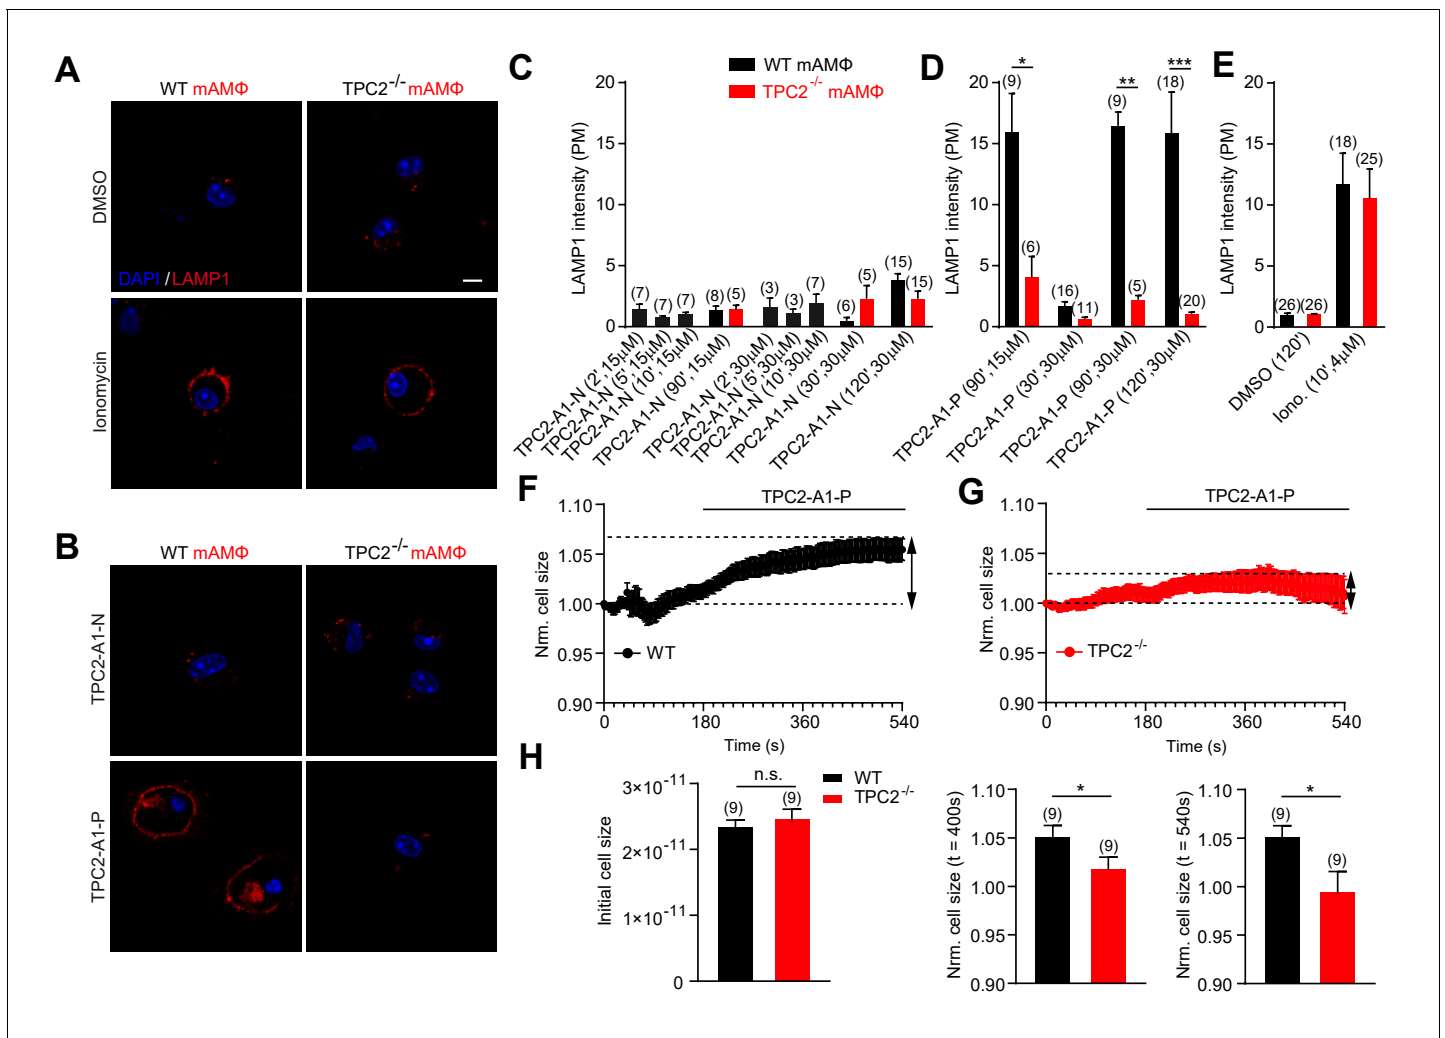 A
WT mAMΦ
TPC2-/- mAMΦ
DMSO
DAPI / LAMP1
Ionomycin
B
WT mAMΦ
TPC2-/- mAMΦ
TPC2-A1-N
TPC2-A1-P
C
WT mAMΦ
TPC2-/- mAMΦ
LAMP1 intensity (PM)
20
15
10
5
0
(7)
(7)
(7)
(8)
(5)
(3)
(3)
(7)
(6)
(5)
(15)
(15)
TPC2-A1-N (2',15µM)
TPC2-A1-N (5',15µM)
TPC2-A1-N (10',15µM)
TPC2-A1-N (90',15µM)
TPC2-A1-N (2',30µM)
TPC2-A1-N (5',30µM)
TPC2-A1-N (10',30µM)
TPC2-A1-N (30',30µM)
TPC2-A1-N (120',30µM)
D
LAMP1 intensity (PM)
20
15
10
5
0
*
**
***
(9)
(6)
(16)
(11)
(9)
(5)
(18)
(20)
TPC2-A1-P (90',15µM)
TPC2-A1-P (30',30µM)
TPC2-A1-P (90',30µM)
TPC2-A1-P (120',30µM)
E
LAMP1 intensity (PM)
20
15
10
5
0
(26)
(26)
(18)
(25)
DMSO (120')
Iono. (10',4µM)
F
TPC2-A1-P
Nrm. cell size
1.10
1.05
1.00
0.95
0.90
WT
0
180
360
540
Time (s)
G
TPC2-A1-P
Nrm. cell size
1.10
1.05
1.00
0.95
0.90
TPC2-/-
0
180
360
540
Time (s)
H
WT
TPC2-/-
Initial cell size
3×10-11
2×10-11
1×10-11
0
n.s.
(9)
(9)
Nrm. cell size (t = 400s)
1.10
1.05
1.00
0.95
0.90
*
(9)
(9)
Nrm. cell size (t = 540s)
1.10
1.05
1.00
0.95
0.90
*
(9)
(9)